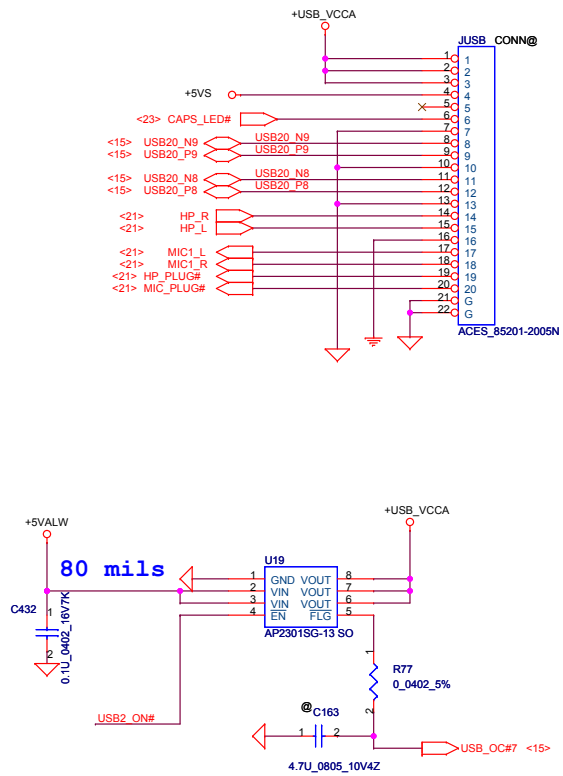 +USB_VCCA
JUSB CONN@
1 1
2 2
3 3
+5VS 4 4
5 5
<23> CAPS_LED# 6 6
7 7
<15> USB20_N9 USB20_N9 8 8
<15> USB20_P9 USB20_P9 9 9
10 10
<15> USB20_N8 USB20_N8 11 11
<15> USB20_P8 USB20_P8 12 12
13 13
<21> HP_R 14 14
<21> HP_L 15 15
16 16
<21> MIC1_L 17 17
<21> MIC1_R 18 18
<21> HP_PLUG# 19 19
<21> MIC_PLUG# 20 20
21 G
22 G
ACES_85201-2005N
+USB_VCCA
+5VALW
80 mils
U19
1 GND VOUT 8
2 VIN VOUT 7
3 VIN VOUT 6
4 EN FLG 5
AP2301SG-13 SO
C432
1
2
0.1U_0402_16V7K
1
R77
0_0402_5%
2
USB2_ON#
@
C163
1 2
4.7U_0805_10V4Z
USB_OC#7 <15>